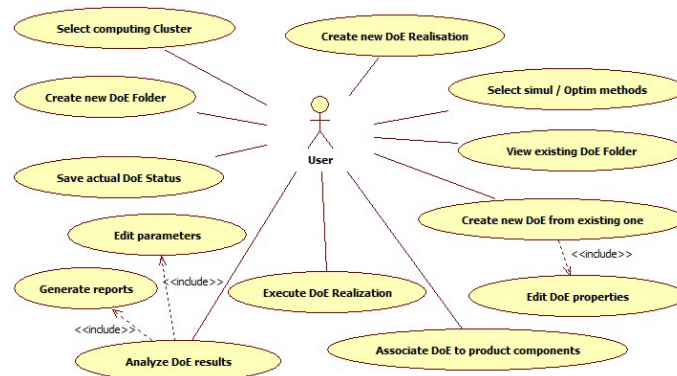 Select computing Cluster
Create new DoE Realisation
Create new DoE Folder
Select simul / Optim methods
User
View existing DoE Folder
Save actual DoE Status
Create new DoE from existing one
Edit parameters
<<include>>
<<include>>
Generate reports
Execute DoE Realization
Edit DoE properties
<<include>>
Analyze DoE results
Associate DoE to product components